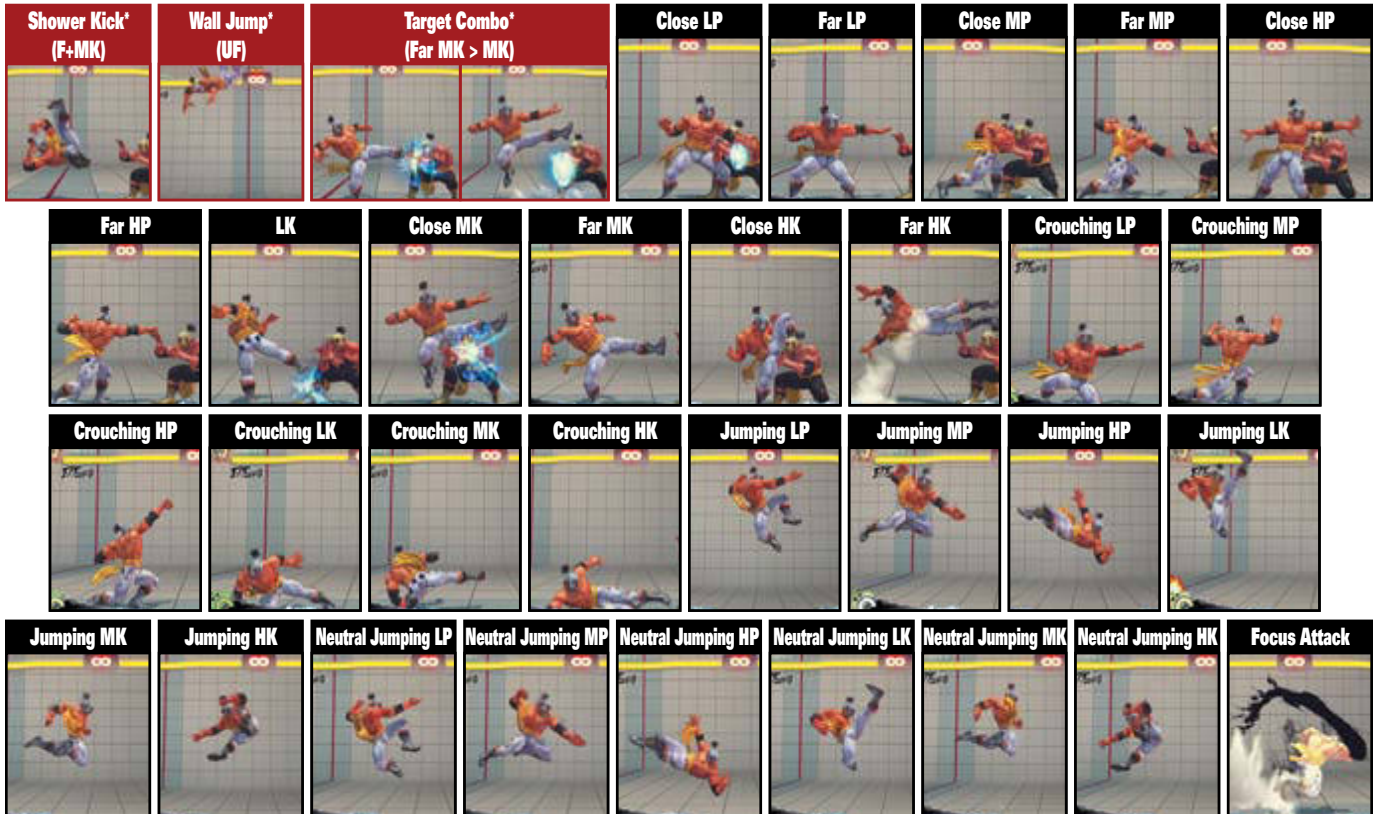 Shower Kick*
(F+MK)
Wall Jump*
(UF)
Target Combo*
(Far MK > MK)
Close LP
Far LP
Close MP
Far MP
Close HP
Far HP
LK
Close MK
Far MK
Close HK
Far HK
Crouching LP
Crouching MP
Crouching HP
Crouching LK
Crouching MK
Crouching HK
Jumping LP
Jumping MP
Jumping HP
Jumping LK
Jumping MK
Jumping HK
Neutral Jumping LP
Neutral Jumping MP
Neutral Jumping HP
Neutral Jumping LK
Neutral Jumping MK
Neutral Jumping HK
Focus Attack